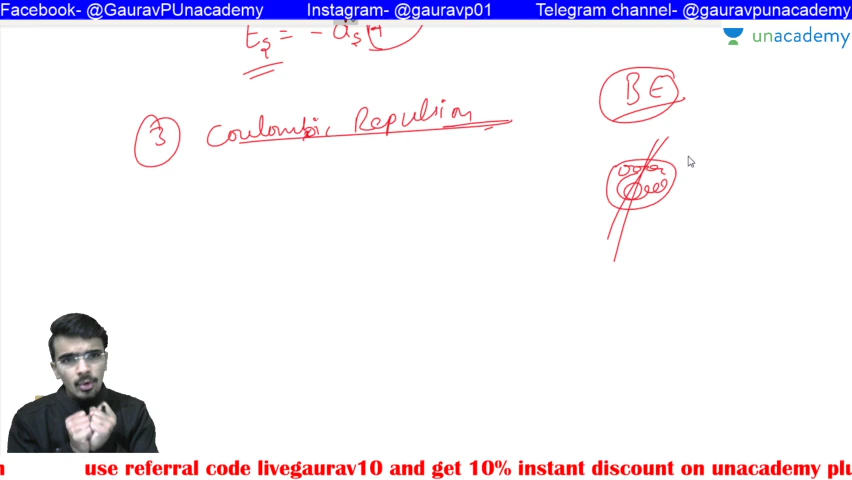 Facebook- @GauravPUnacademy Instagram- @gauravp01 Telegram channel- @gauravpunacademy
unacademy
BE
3 Coulombic Repulsion
use referral code livegaurav10 and get 10% instant discount on unacademy plu